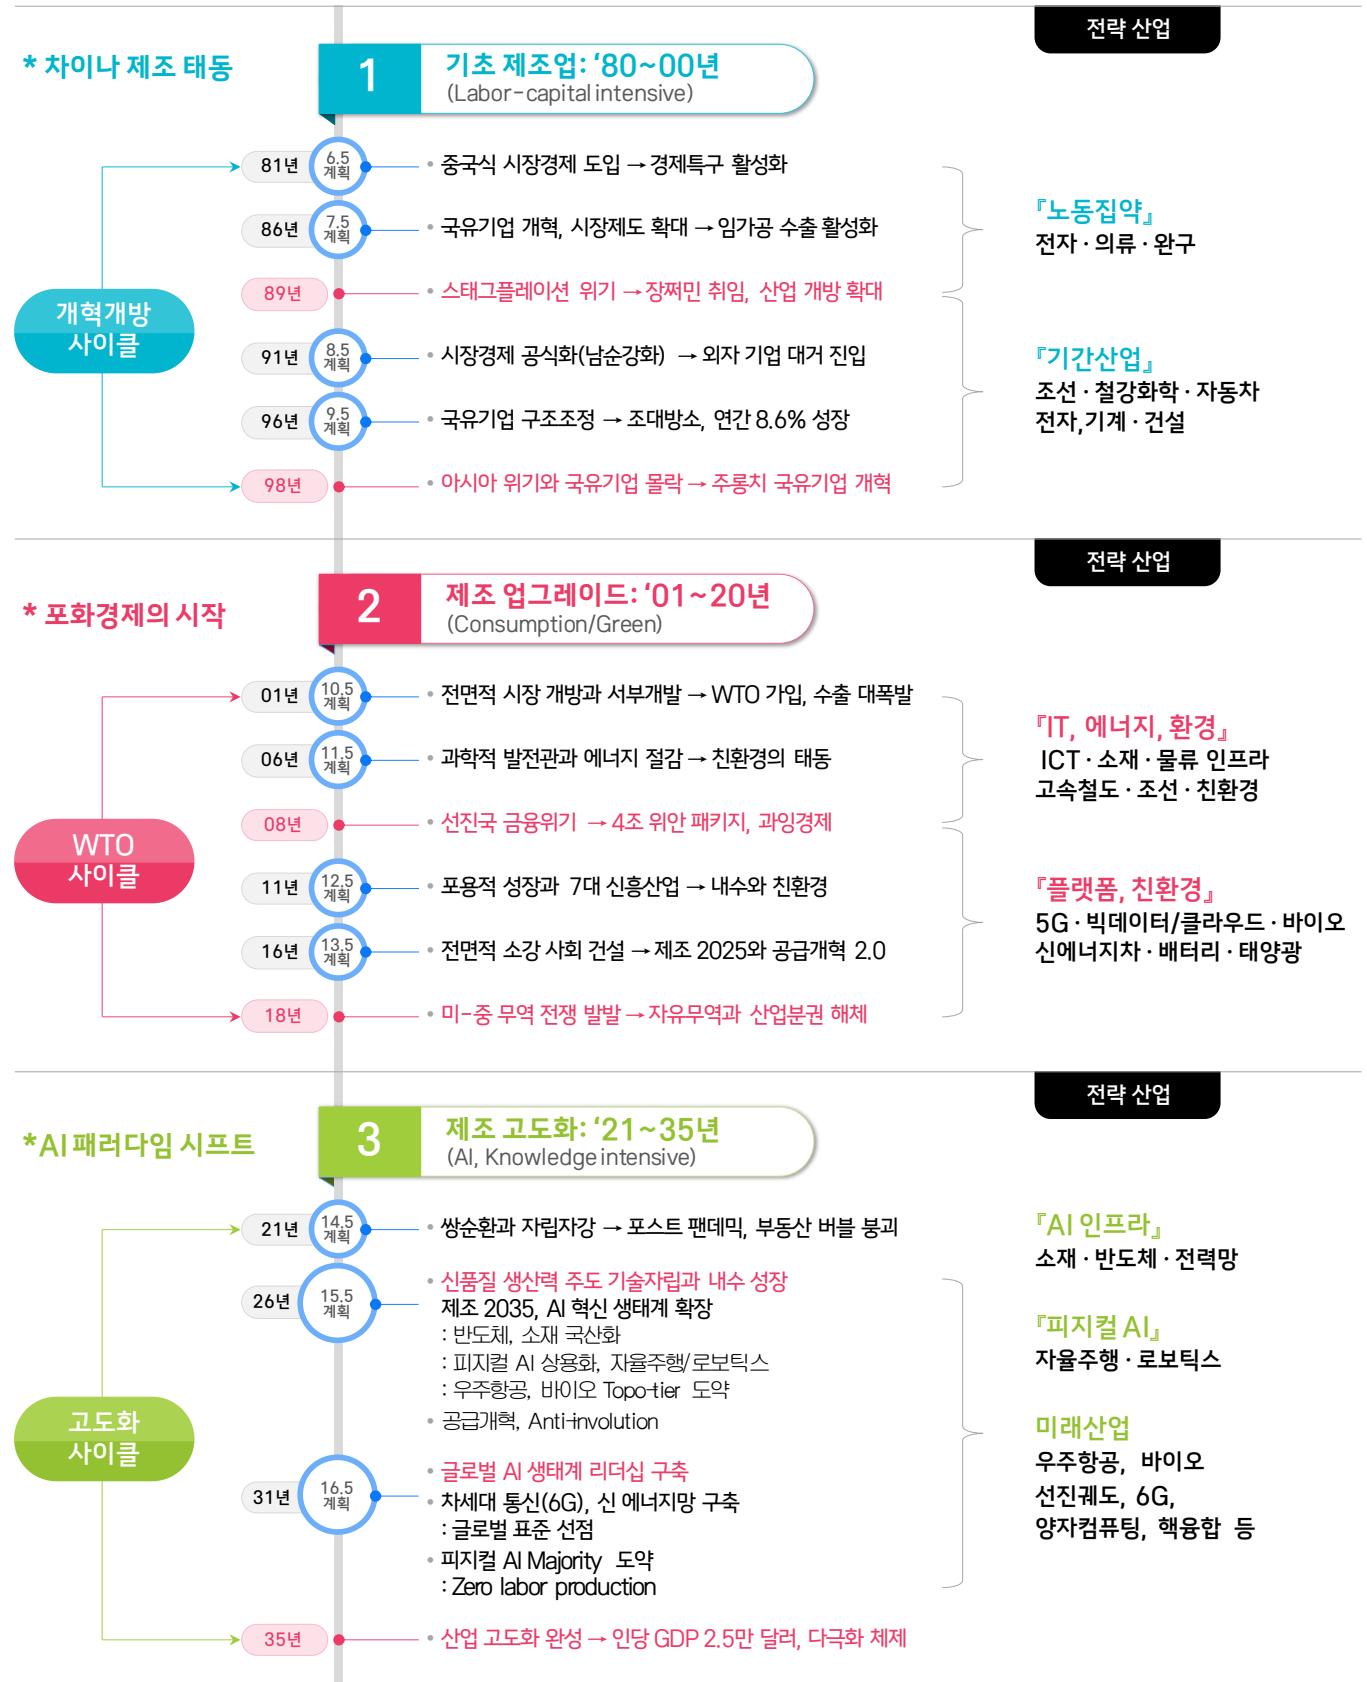 전략 산업
* 차이나 제조 태동
1
기초 제조업: ‘80~00년
(Labor-capital intensive)
81년
6.5
계획
• 중국식 시장경제 도입 → 경제특구 활성화
86년
7.5
계획
• 국유기업 개혁, 시장제도 확대 → 임가공 수출 활성화
89년
• 스태그플레이션 위기 → 장쩌민 취임, 산업 개방 확대
『노동집약』
전자 · 의류 · 완구
개혁개방
사이클
91년
8.5
계획
• 시장경제 공식화(남순강화) → 외자 기업 대거 진입
96년
9.5
계획
• 국유기업 구조조정 → 조대방소, 연간 8.6% 성장
98년
• 아시아 위기와 국유기업 몰락 → 주룽치 국유기업 개혁
『기간산업』
조선 · 철강화학 · 자동차
전자,기계 · 건설
전략 산업
* 포화경제의 시작
2
제조 업그레이드: ‘01~20년
(Consumption/Green)
01년
10.5
계획
• 전면적 시장 개방과 서부개발 → WTO 가입, 수출 대폭발
06년
11.5
계획
• 과학적 발전관과 에너지 절감 → 친환경의 태동
08년
• 선진국 금융위기 → 4조 위안 패키지, 과잉경제
『IT, 에너지, 환경』
ICT · 소재 · 물류 인프라
고속철도 · 조선 · 친환경
WTO
사이클
11년
12.5
계획
• 포용적 성장과 7대 신흥산업 → 내수와 친환경
16년
13.5
계획
• 전면적 소강 사회 건설 → 제조 2025와 공급개혁 2.0
18년
• 미-중 무역 전쟁 발발 → 자유무역과 산업분권 해체
『플랫폼, 친환경』
5G · 빅데이터/클라우드 · 바이오
신에너지차 · 배터리 · 태양광
전략 산업
*AI 패러다임 시프트
3
제조 고도화: ‘21~35년
(AI, Knowledge intensive)
21년
14.5
계획
• 쌍순환과 자립자강 → 포스트 팬데믹, 부동산 버블 붕괴
『AI 인프라』
소재 · 반도체 · 전력망
26년
15.5
계획
• 신품질 생산력 주도 기술자립과 내수 성장
제조 2035, AI 혁신 생태계 확장
: 반도체, 소재 국산화
: 피지컬 AI 상용화, 자율주행/로보틱스
: 우주항공, 바이오 Topo-tier 도약
• 공급개혁, Anti-involution
『피지컬 AI』
자율주행 · 로보틱스
고도화
사이클
31년
16.5
계획
• 글로벌 AI 생태계 리더십 구축
• 차세대 통신(6G), 신 에너지망 구축
: 글로벌 표준 선점
• 피지컬 AI Majority 도약
: Zero labor production
미래산업
우주항공, 바이오
선진궤도, 6G,
양자컴퓨팅, 핵융합 등
35년
• 산업 고도화 완성 → 인당 GDP 2.5만 달러, 다극화 체제